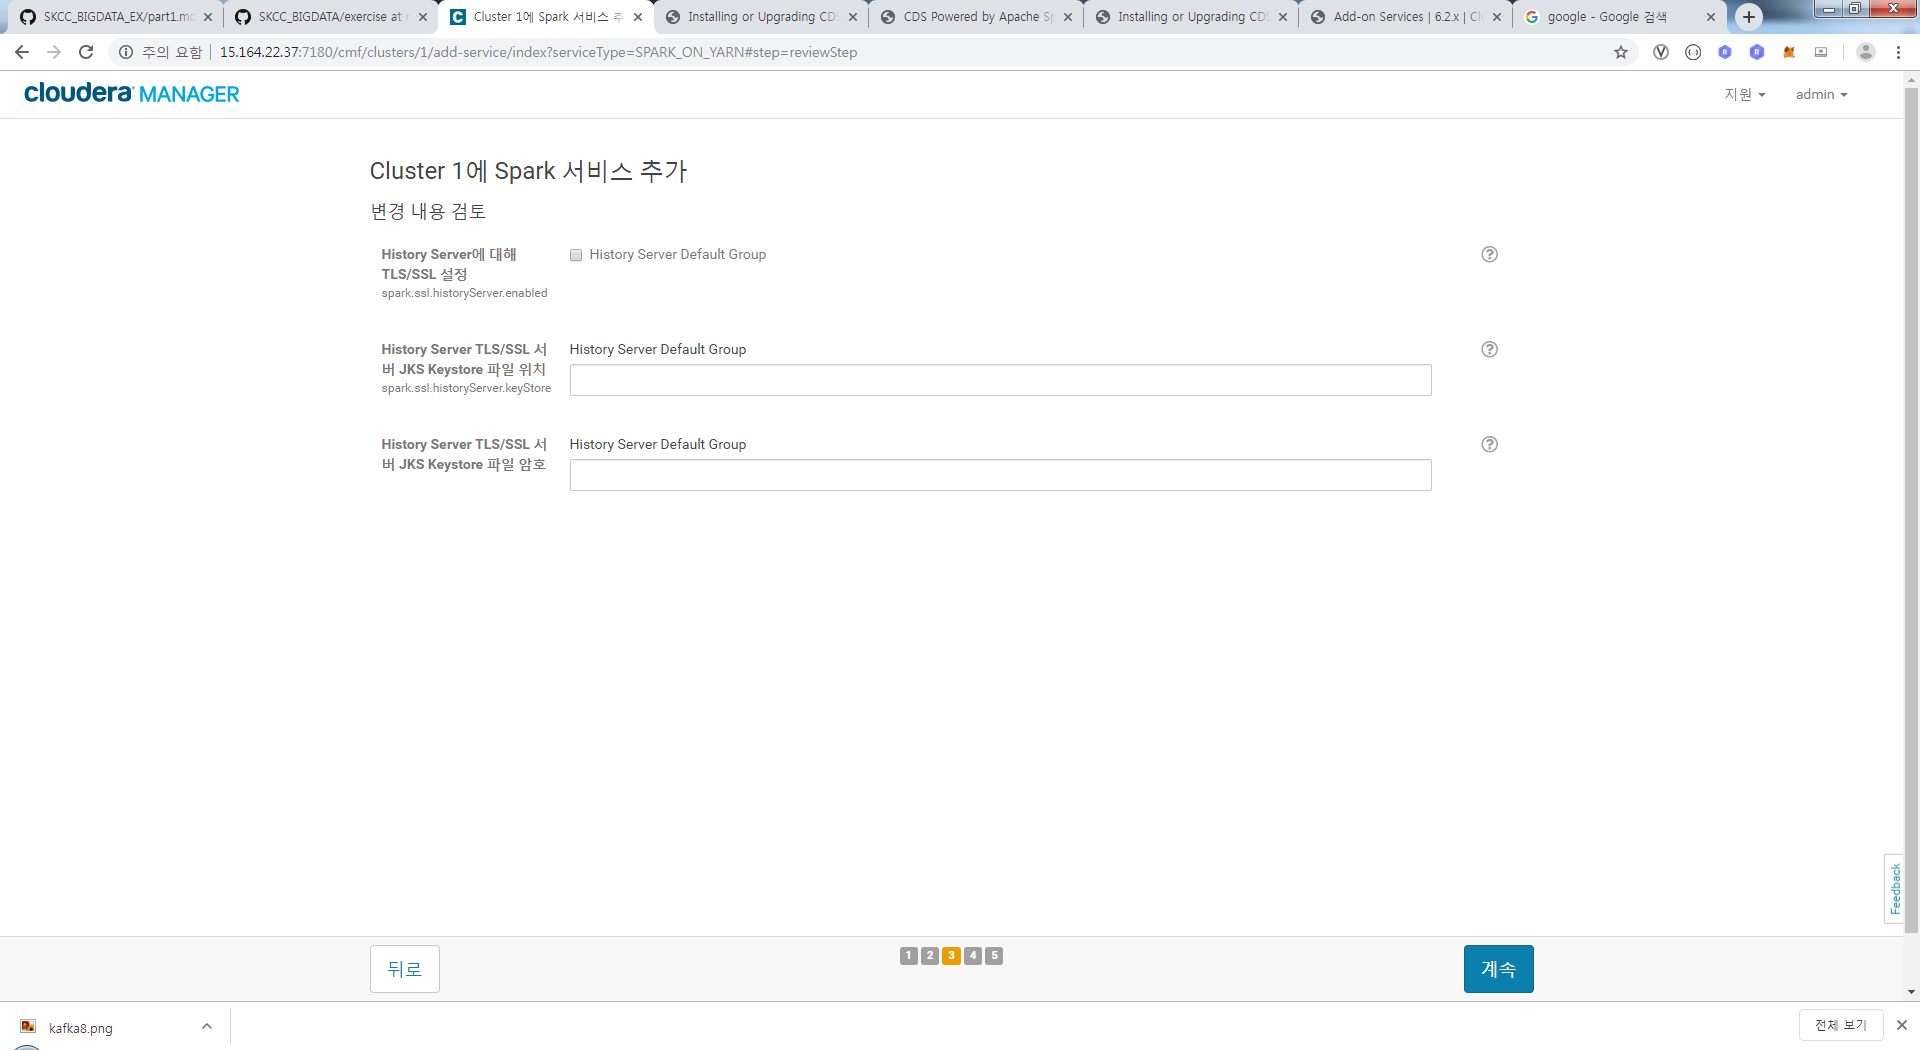 SKCC_BIGDATA_EX/part1.mc
SKCC_BIGDATA/exercise at
Cluster 1에 Spark 서비스 추
Installing or Upgrading CDS
CDS Powered by Apache Sp
Installing or Upgrading CDS
Add-on Services | 6.2.x | Cl
google - Google 검색
주의 요함
15.164.22.37:7180/cmf/clusters/1/add-service/index?serviceType=SPARK_ON_YARN#step=reviewStep
cloudera MANAGER
지원
admin
Cluster 1에 Spark 서비스 추가
변경 내용 검토
History Server에 대해
TLS/SSL 설정
spark.ssl.historyServer.enabled
History Server Default Group
History Server TLS/SSL 서
버 JKS Keystore 파일 위치
spark.ssl.historyServer.keyStore
History Server Default Group
History Server TLS/SSL 서
버 JKS Keystore 파일 암호
History Server Default Group
Feedback
뒤로
1 2 3 4 5
계속
kafka8.png
전체 보기